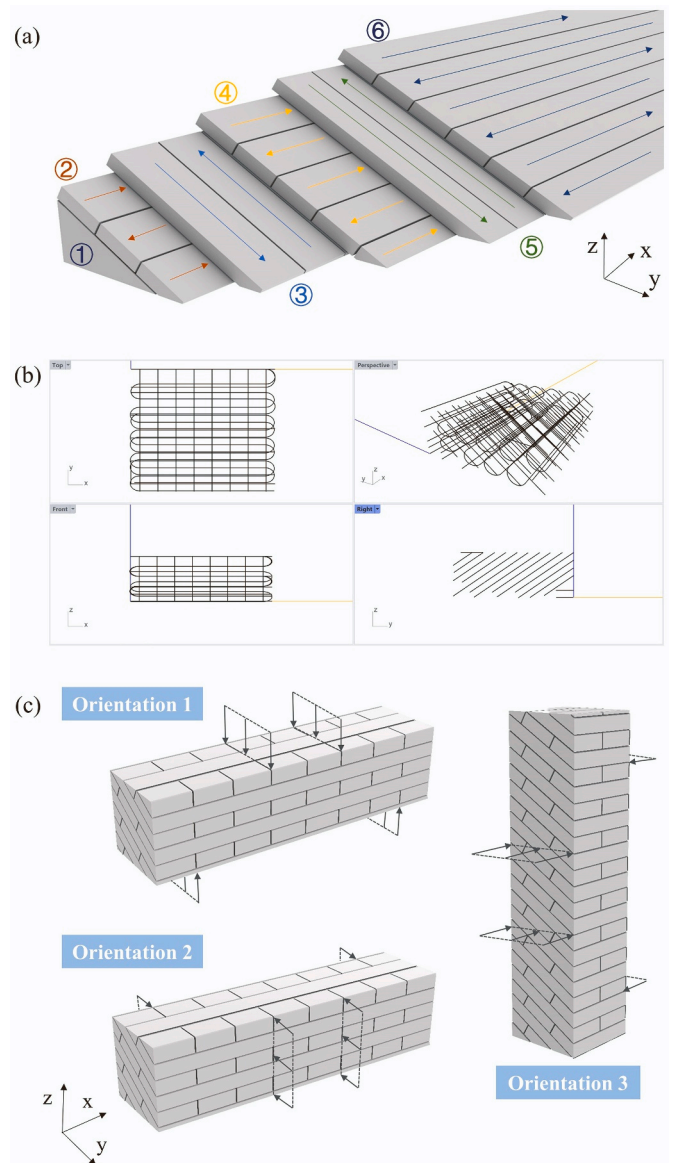 (a)
⑥
④
②
①
③
⑤
z
x
y
(b)
Top
y
x
Perspective
z
y x
Front
z
x
Right
z
y
(c)
Orientation 1
Orientation 2
Orientation 3
z
x
y